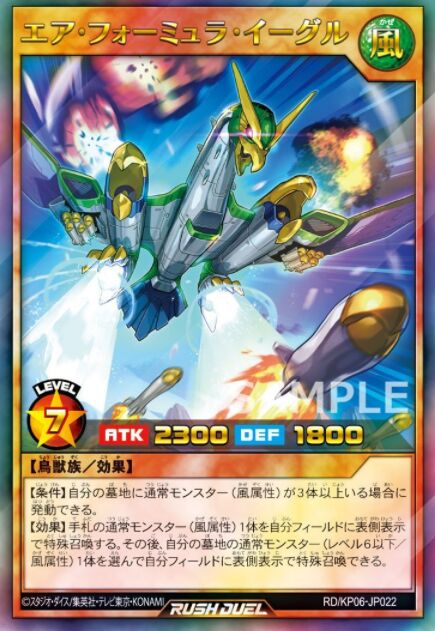 エア・フォーミュラ・イーグル
かぜ
風
SAMPLE
LEVEL
7
ATK 2300 DEF 1800
【鳥獣族／効果】
【条件】自分の墓地に通常モンスター（風属性）が3体以上いる場合に
発動できる。
【効果】手札の通常モンスター（風属性）1体を自分フィールドに表側表示
で特殊召喚する。その後、自分の墓地の通常モンスター（レベル6以下／
風属性）1体を選んで自分フィールドに表側表示で特殊召喚できる。
©スタジオ・ダイス/集英社・テレビ東京・KONAMI
RUSH DUEL
RD/KP06-JP022